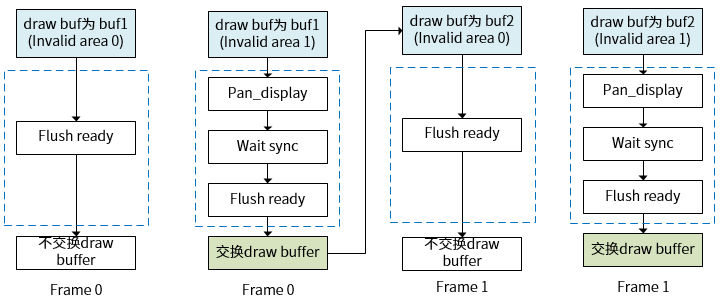 draw buf为 buf1
(Invalid area 0)
Flush ready
不交换draw
buffer
Frame 0
draw buf为 buf1
(Invalid area 1)
Pan_display
Wait sync
Flush ready
交换draw buffer
Frame 0
draw buf为 buf2
(Invalid area 0)
Flush ready
不交换draw
buffer
Frame 1
draw buf为 buf2
(Invalid area 1)
Pan_display
Wait sync
Flush ready
交换draw buffer
Frame 1